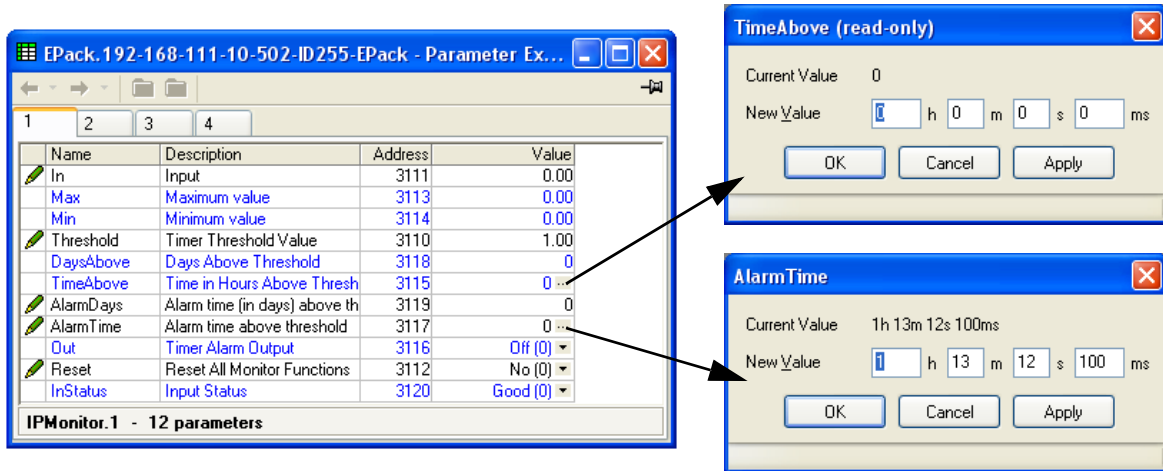 EPack.192-168-111-10-502-ID255-EPack - Parameter Ex...
1 2 3 4
Name Description Address Value
In Input 3111 0.00
Max Maximum value 3113 0.00
Min Minimum value 3114 0.00
Threshold Timer Threshold Value 3110 1.00
DaysAbove Days Above Threshold 3118 0
TimeAbove Time in Hours Above Thresh 3115 0 ...
AlarmDays Alarm time (in days) above th 3119 0
AlarmTime Alarm time above threshold 3117 0 ...
Out Timer Alarm Output 3116 Off (0)
Reset Reset All Monitor Functions 3112 No (0)
InStatus Input Status 3120 Good (0)
IPMonitor.1 - 12 parameters
TimeAbove (read-only)
Current Value 0
New Value 0 h 0 m 0 s 0 ms
OK Cancel Apply
AlarmTime
Current Value 1h 13m 12s 100ms
New Value 1 h 13 m 12 s 100 ms
OK Cancel Apply